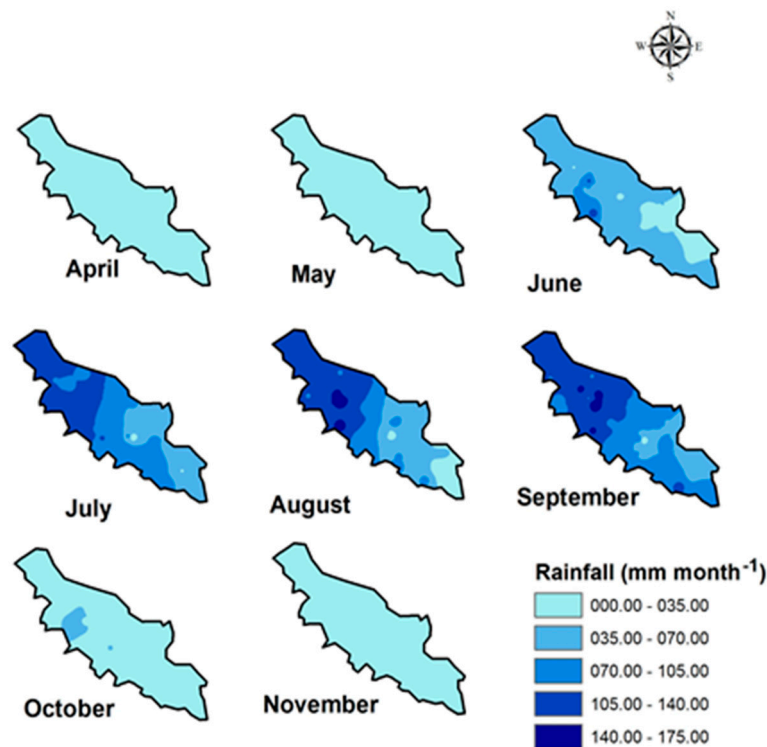 N
W E
S
April
May
June
July
August
September
October
November
Rainfall (mm month⁻¹)
000.00 - 035.00
035.00 - 070.00
070.00 - 105.00
105.00 - 140.00
140.00 - 175.00